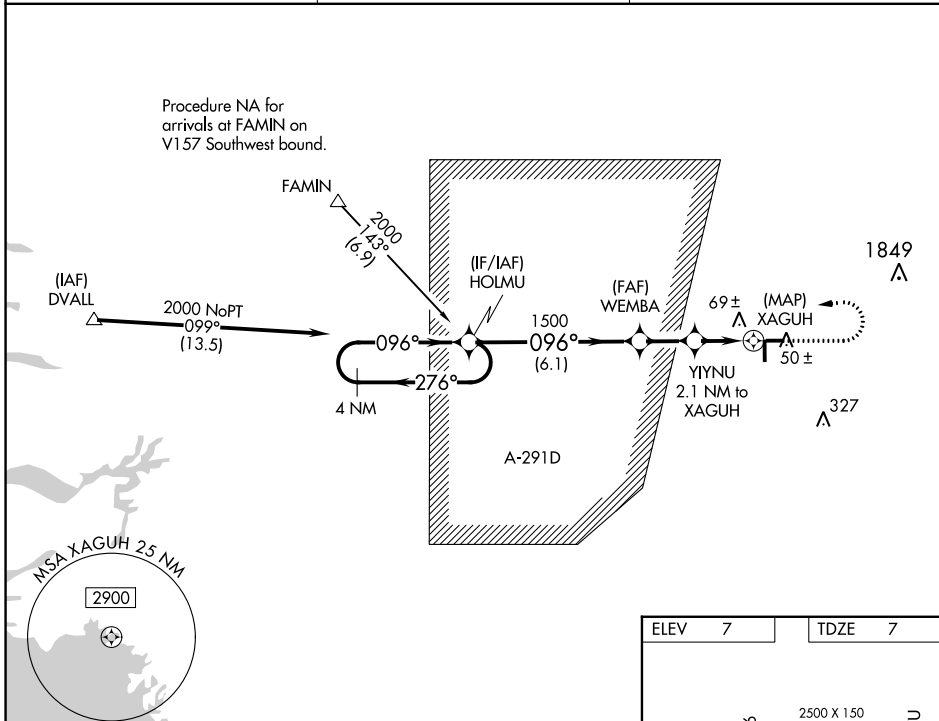 Procedure NA for
arrivals at FAMIN on
V157 Southwest bound.
FAMIN
2000
143°
(6.9)
1849
(IAF)
DVALL
2000 NoPT
099°
(13.5)
(IF/IAF)
HOLMU
(FAF)
WEMBA
69 ±
(MAP)
XAGUH
50 ±
096°
1500
096°
(6.1)
276°
4 NM
YIYNU
2.1 NM to
XAGUH
327
A-291D
MSA XAGUH 25 NM
2900
ELEV 7
TDZE 7
2500 X 150